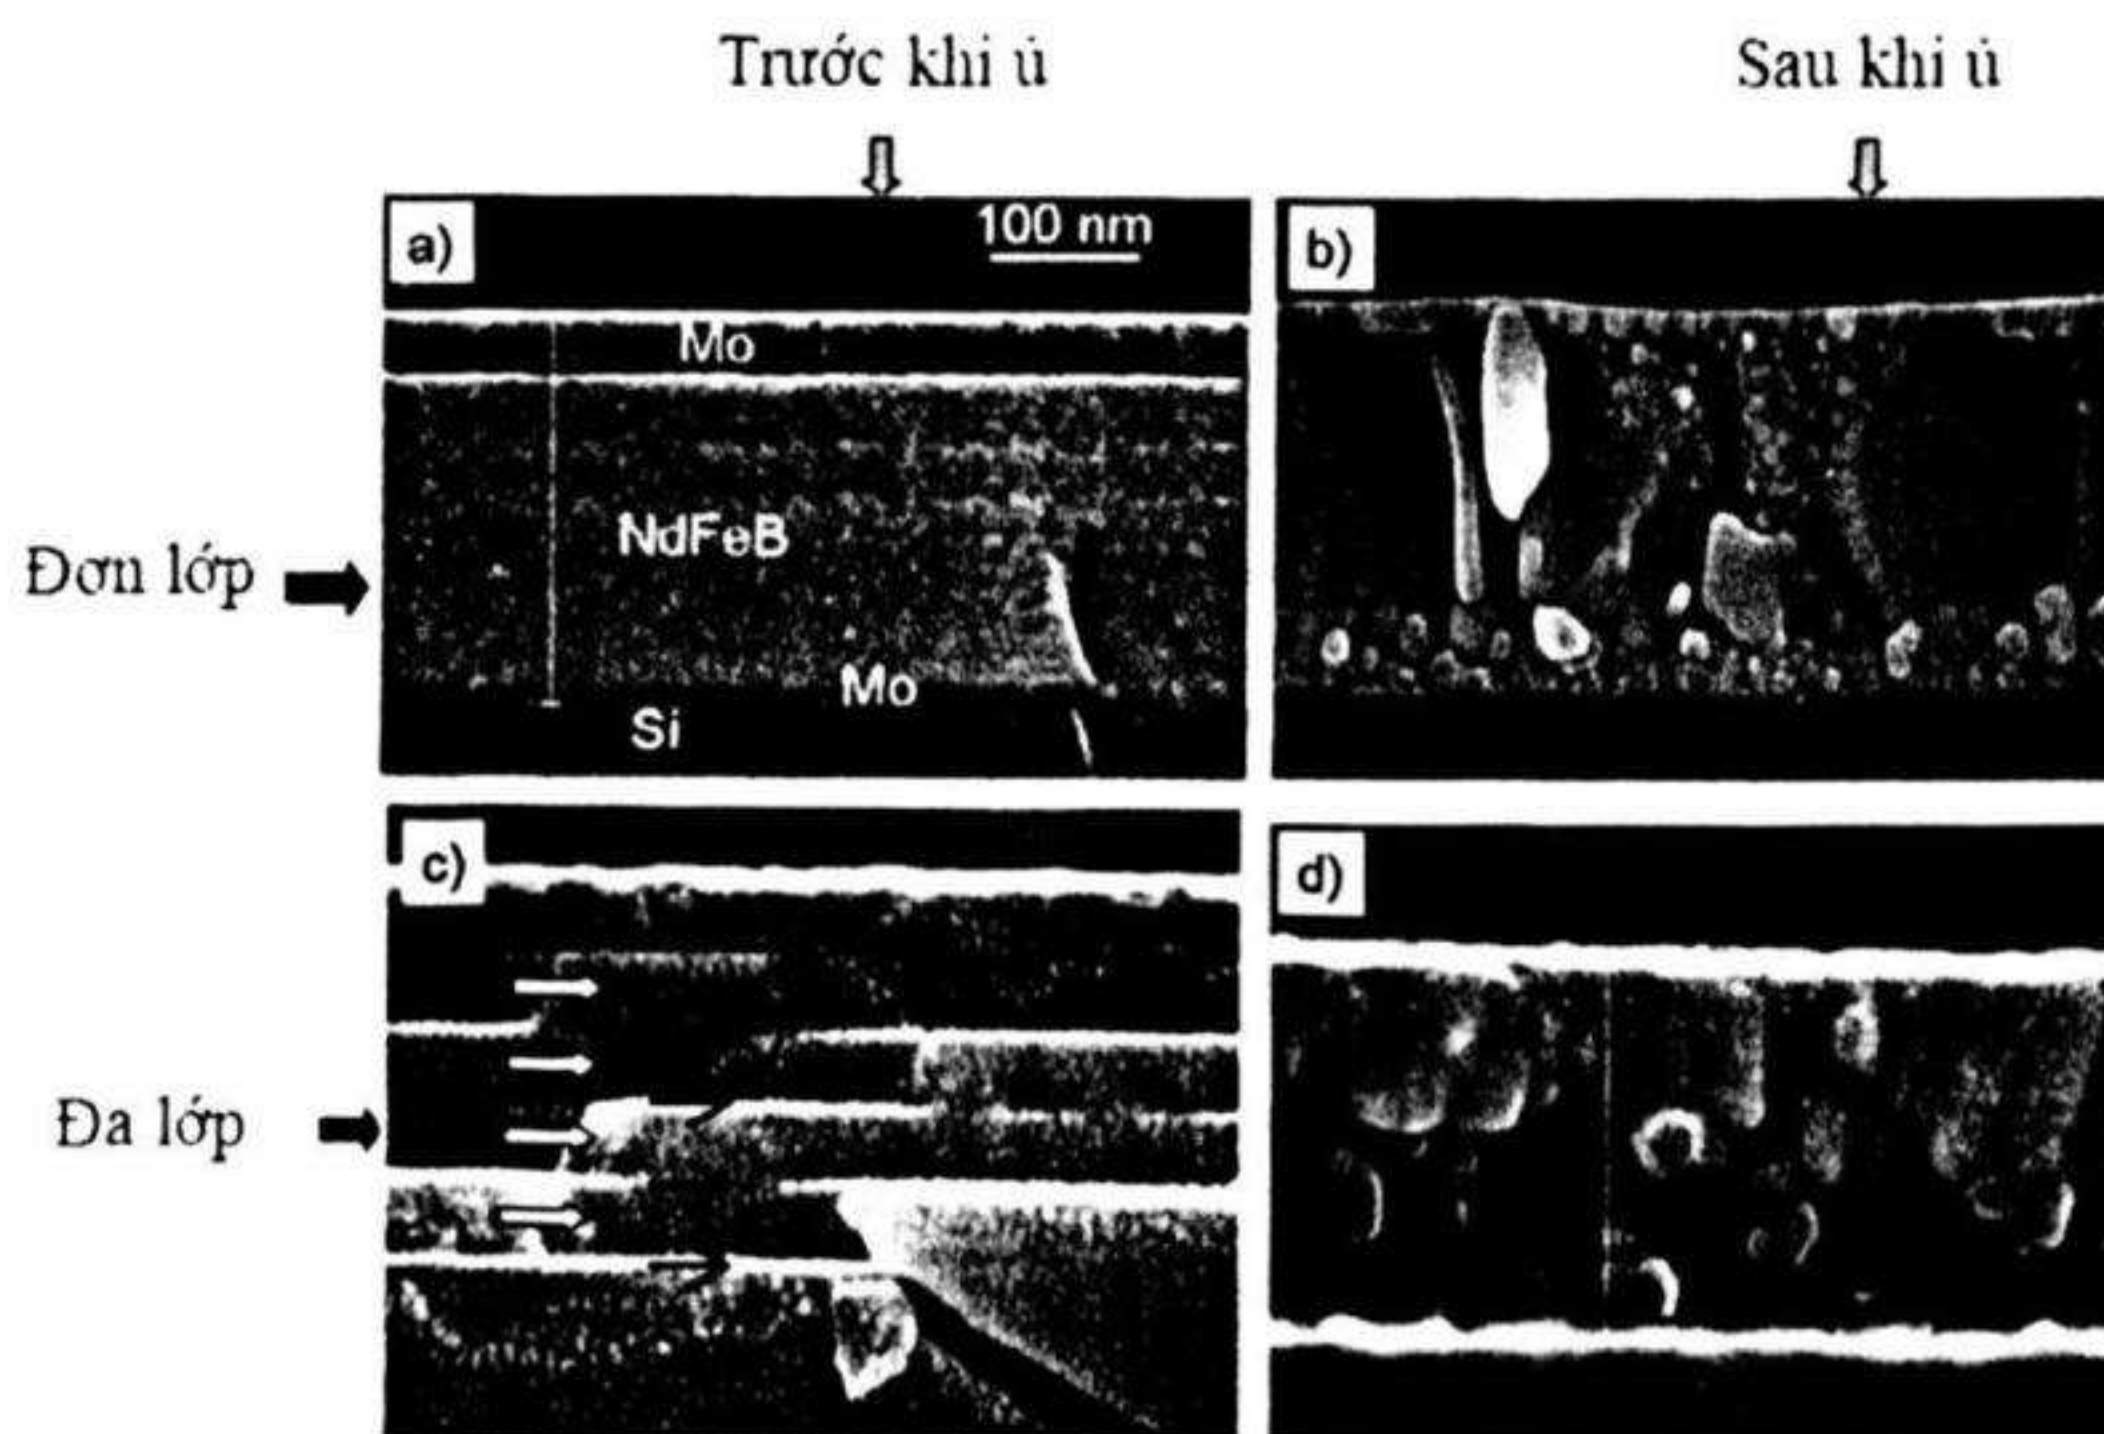 Trước khi ủ
Sau khi ủ
a)
100 nm
b)
Mo
NdFeB
Đơn lớp
Mo
Si
c)
d)
Đa lớp